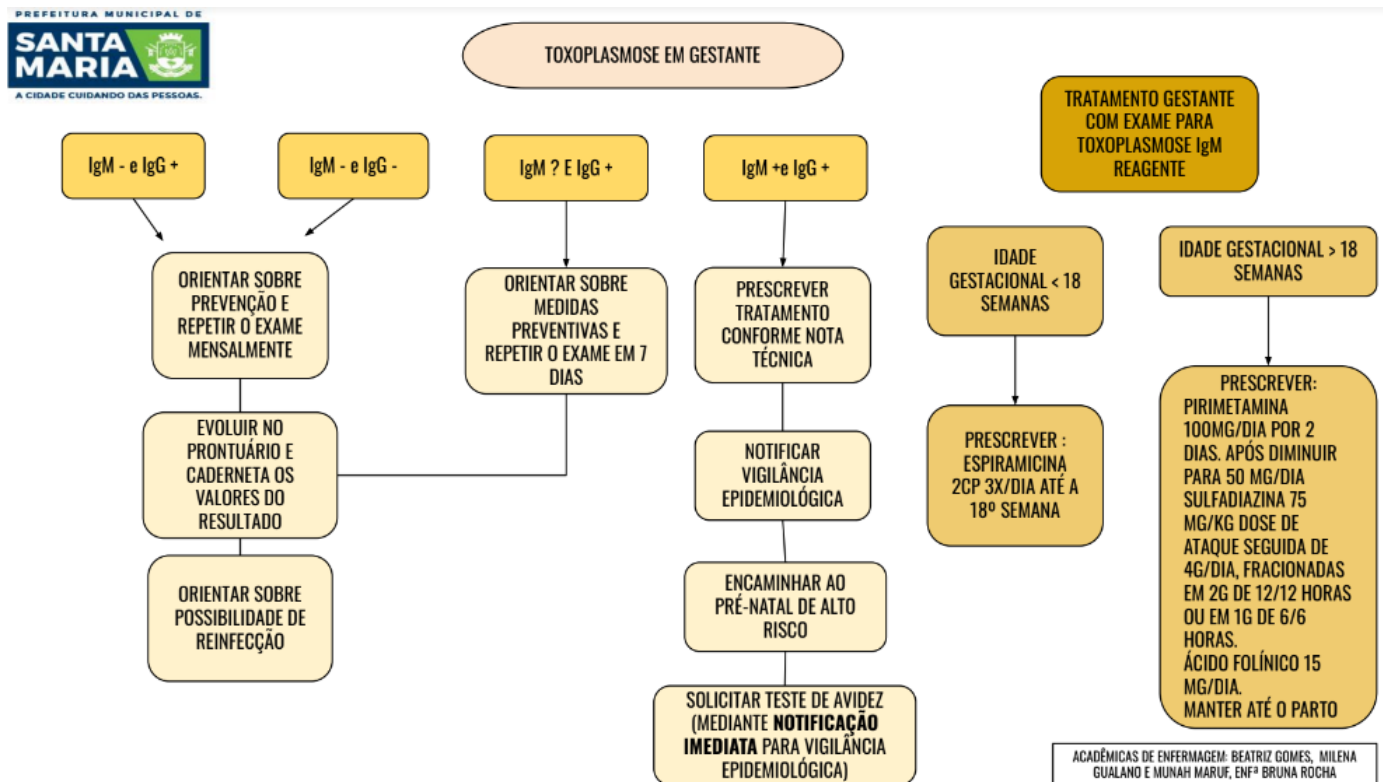 PREFEITURA MUNICIPAL DE
SANTA
MARIA
A CIDADE CUIDANDO DAS PESSOAS.
TOXOPLASMOSE EM GESTANTE
IgM - e IgG +
IgM - e IgG -
IgM ? E IgG +
IgM +e IgG +
ORIENTAR SOBRE
PREVENÇÃO E
REPETIR O EXAME
MENSALMENTE
EVOLUIR NO
PRONTUÁRIO E
CADERNETA OS
VALORES DO
RESULTADO
ORIENTAR SOBRE
POSSIBILIDADE DE
REINFECÇÃO
ORIENTAR SOBRE
MEDIDAS
PREVENTIVAS E
REPETIR O EXAME EM 7
DIAS
PRESCREVER
TRATAMENTO
CONFORME NOTA
TÉCNICA
NOTIFICAR
VIGILÂNCIA
EPIDEMIOLÓGICA
ENCAMINHAR AO
PRÉ-NATAL DE ALTO
RISCO
SOLICITAR TESTE DE AVIDEZ
(MEDIANTE NOTIFICAÇÃO
IMEDIATA PARA VIGILÂNCIA
EPIDEMIOLÓGICA)
TRATAMENTO GESTANTE
COM EXAME PARA
TOXOPLASMOSE IgM
REAGENTE
IDADE
GESTACIONAL < 18
SEMANAS
PRESCREVER :
ESPIRAMICINA
2CP 3X/DIA ATÉ A
18º SEMANA
IDADE GESTACIONAL > 18
SEMANAS
PRESCREVER:
PIRIMETAMINA
100MG/DIA POR 2
DIAS. APÓS DIMINUIR
PARA 50 MG/DIA
SULFADIAZINA 75
MG/KG DOSE DE
ATAQUE SEGUIDA DE
4G/DIA, FRACIONADAS
EM 2G DE 12/12 HORAS
OU EM 1G DE 6/6
HORAS.
ÁCIDO FOLÍNICO 15
MG/DIA.
MANTER ATÉ O PARTO
ACADÊMICAS DE ENFERMAGEM: BEATRIZ GOMES, MILENA
GUALANO E MUNAH MARUF, ENFª BRUNA ROCHA